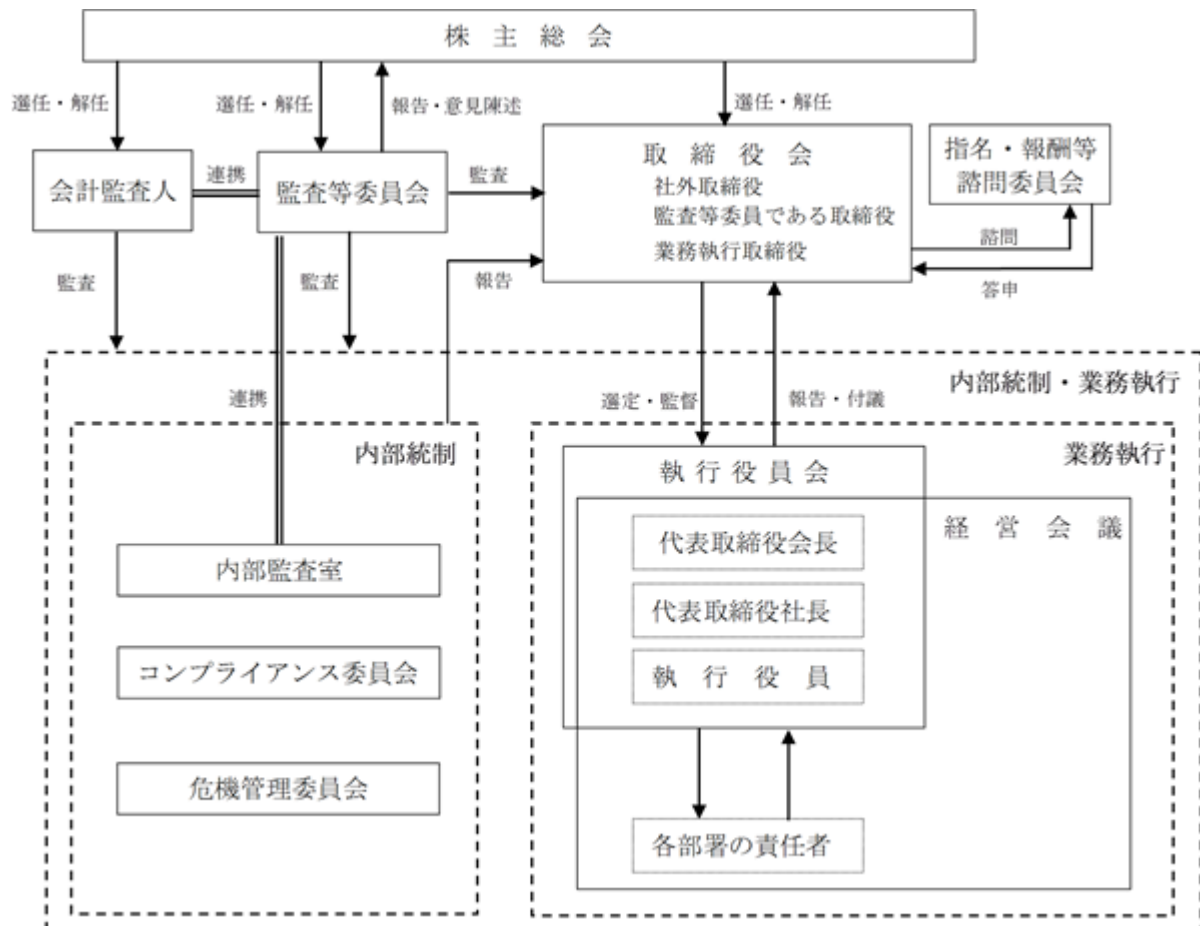 株主総会
選任・解任
選任・解任
報告・意見陳述
選任・解任
会計監査人
連携
監査等委員会
監査
取締役会
社外取締役
監査等委員である取締役
業務執行取締役
指名・報酬等
諮問委員会
諮問
答申
監査
監査
報告
内部統制・業務執行
連携
選定・監督
報告・付議
内部統制
内部監査室
コンプライアンス委員会
危機管理委員会
業務執行
執行役員会
経営会議
代表取締役会長
代表取締役社長
執行役員
各部署の責任者